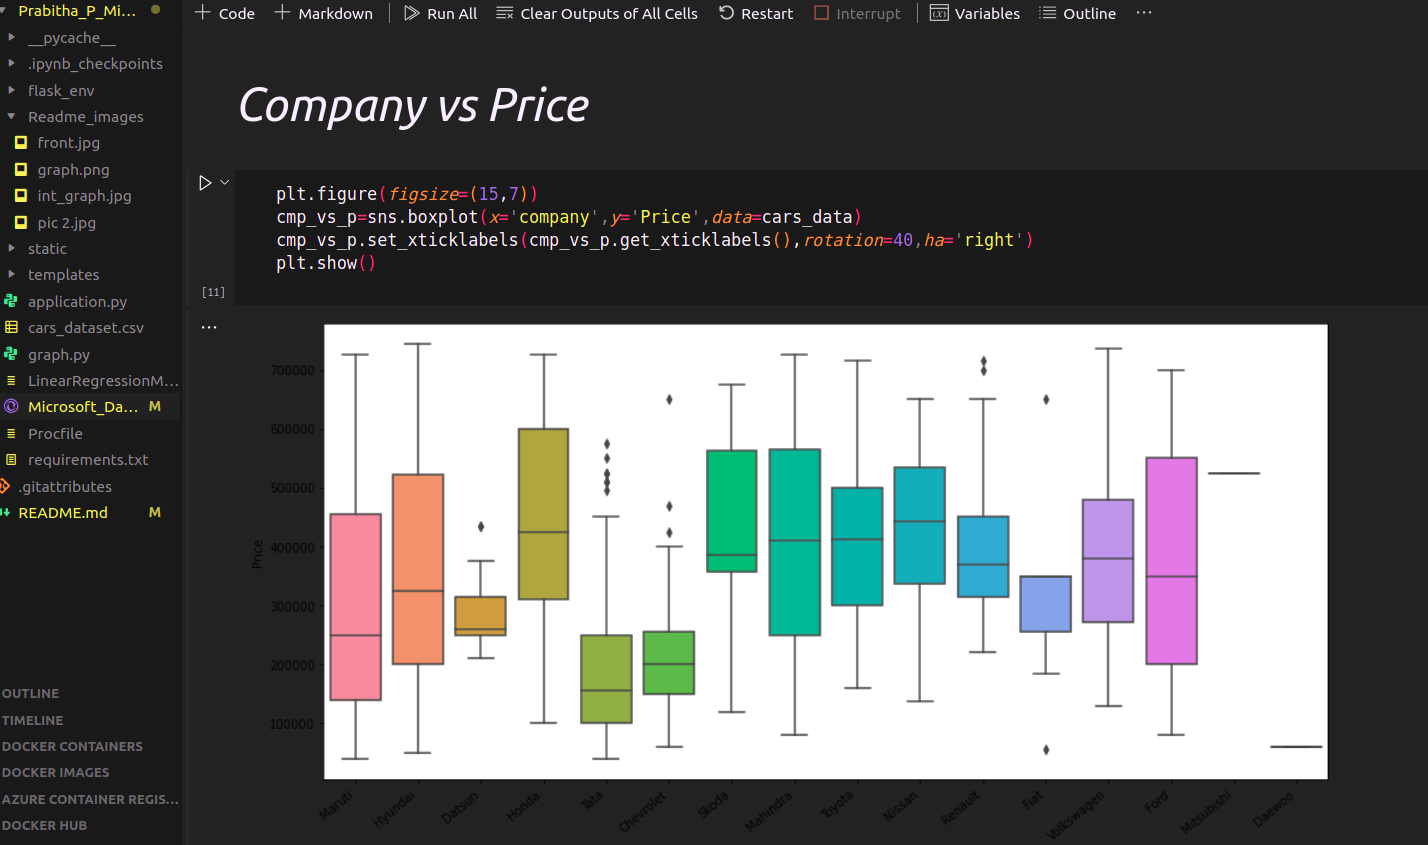 Prabitha_P_Mi...
__pycache__
.ipynb_checkpoints
flask_env
Readme_images
front.jpg
graph.png
int_graph.jpg
pic 2.jpg
static
templates
application.py
cars_dataset.csv
graph.py
LinearRegressionM...
Microsoft_Da... M
Procfile
requirements.txt
.gitattributes
README.md M
OUTLINE
TIMELINE
DOCKER CONTAINERS
DOCKER IMAGES
AZURE CONTAINER REGIS...
DOCKER HUB
+ Code + Markdown Run All Clear Outputs of All Cells Restart Interrupt Variables Outline ...
Company vs Price
plt.figure(figsize=(15,7))
cmp_vs_p=sns.boxplot(x='company',y='Price',data=cars_data)
cmp_vs_p.set_xticklabels(cmp_vs_p.get_xticklabels(),rotation=40,ha='right')
plt.show()
[11]
...
Price
700000
600000
500000
400000
300000
200000
100000
Maruti
Hyundai
Datsun
Honda
Tata
Chevrolet
Skoda
Mahindra
Toyota
Nissan
Renault
Fiat
Volkswagen
Ford
Mitsubishi
Daewoo